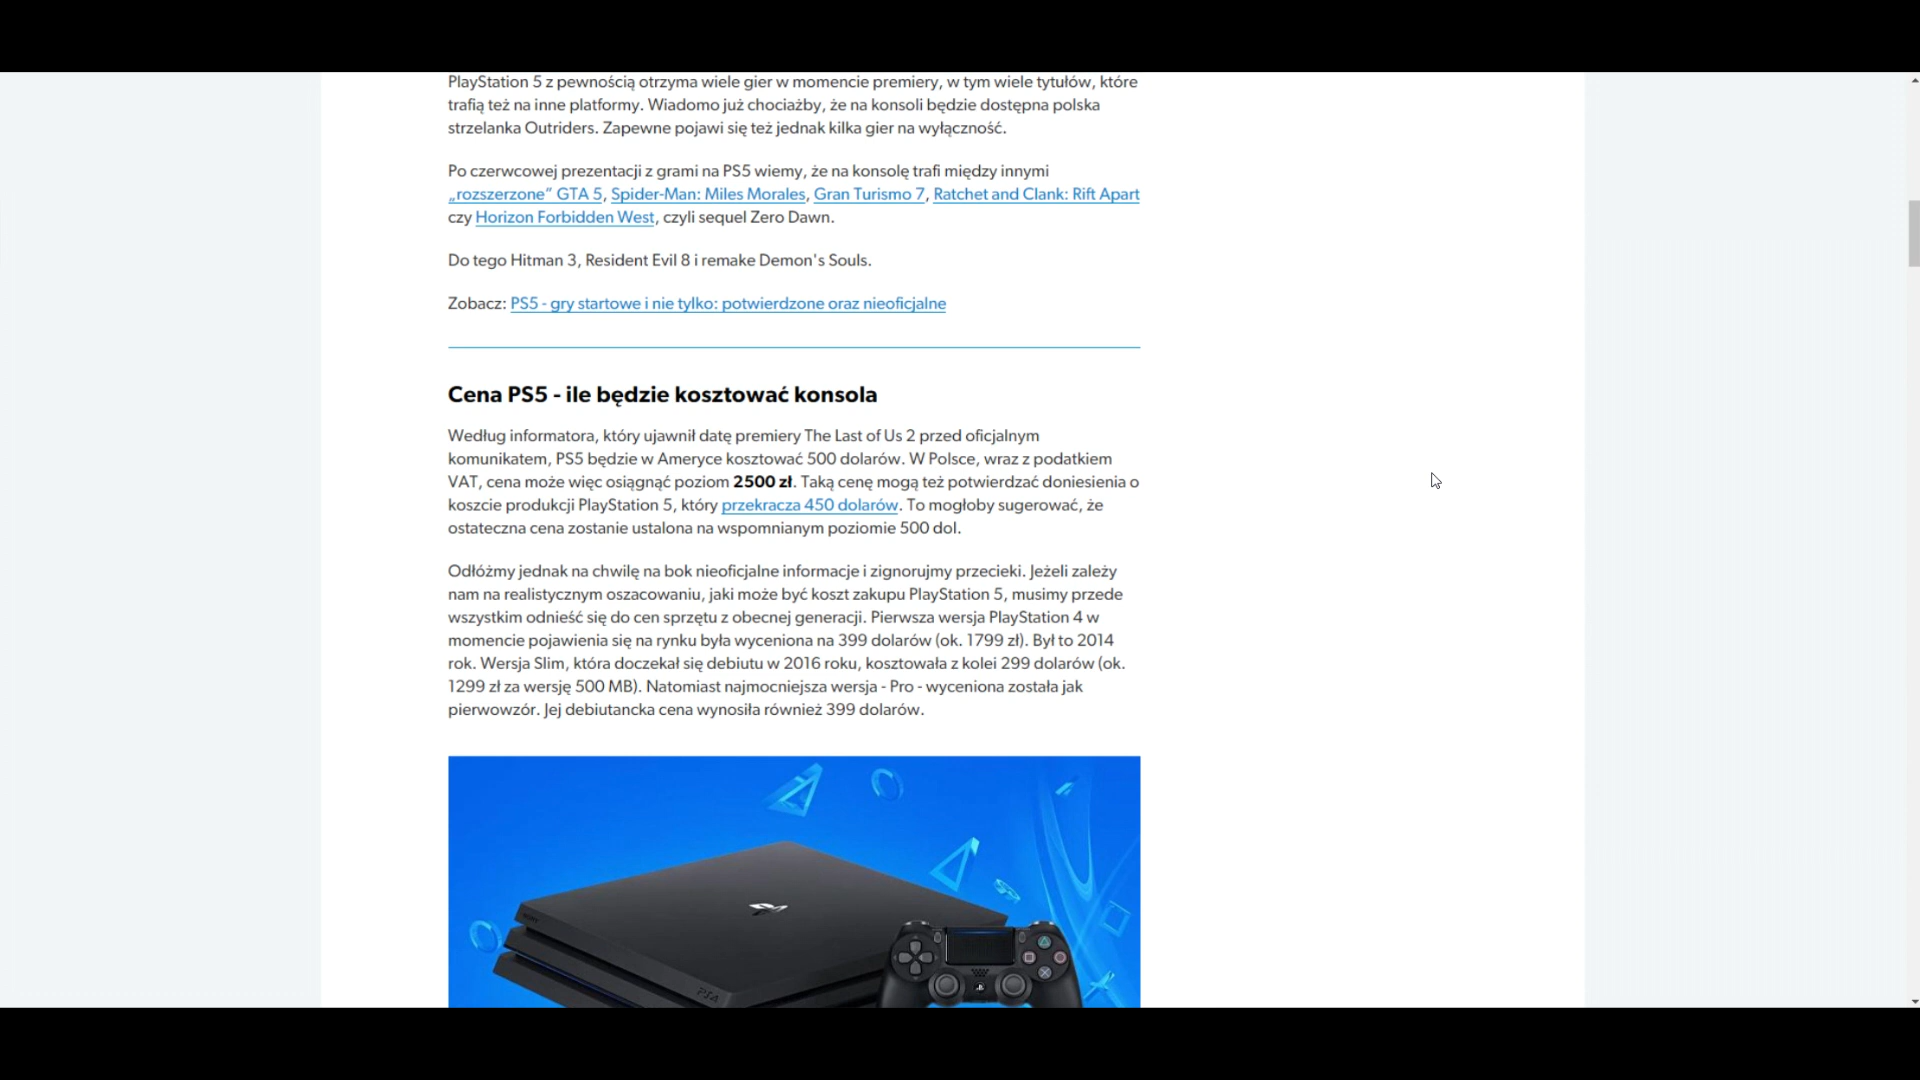 PlayStation 5 z pewnością otrzyma wiele gier w momencie premiery, w tym wiele tytułów, które
trafią też na inne platformy. Wiadomo już chociażby, że na konsoli będzie dostępna polska
strzelanka Outriders. Zapewne pojawi się też jednak kilka gier na wyłączność.
Po czerwcowej prezentacji z grami na PS5 wiemy, że na konsolę trafi między innymi
„rozszerzone” GTA 5, Spider-Man: Miles Morales, Gran Turismo 7, Ratchet and Clank: Rift Apart
czy Horizon Forbidden West, czyli sequel Zero Dawn.
Do tego Hitman 3, Resident Evil 8 i remake Demon's Souls.
Zobacz: PS5 - gry startowe i nie tylko: potwierdzone oraz nieoficjalne
Cena PS5 - ile będzie kosztować konsola
Według informatora, który ujawnił datę premiery The Last of Us 2 przed oficjalnym
komunikatem, PS5 będzie w Ameryce kosztować 500 dolarów. W Polsce, wraz z podatkiem
VAT, cena może więc osiągnąć poziom 2500 zł. Taką cenę mogą też potwierdzać doniesienia o
koszcie produkcji PlayStation 5, który przekracza 450 dolarów. To mogłoby sugerować, że
ostateczna cena zostanie ustalona na wspomnianym poziomie 500 dol.
Odłóżmy jednak na chwilę na bok nieoficjalne informacje i zignorujmy przecieki. Jeżeli zależy
nam na realistycznym oszacowaniu, jaki może być koszt zakupu PlayStation 5, musimy przede
wszystkim odnieść się do cen sprzętu z obecnej generacji. Pierwsza wersja PlayStation 4 w
momencie pojawienia się na rynku była wyceniona na 399 dolarów (ok. 1799 zł). Był to 2014
rok. Wersja Slim, która doczekał się debiutu w 2016 roku, kosztowała z kolei 299 dolarów (ok.
1299 zł za wersję 500 MB). Natomiast najmocniejsza wersja - Pro - wyceniona została jak
pierwowzór. Jej debiutancka cena wynosiła również 399 dolarów.
SONY
PS4